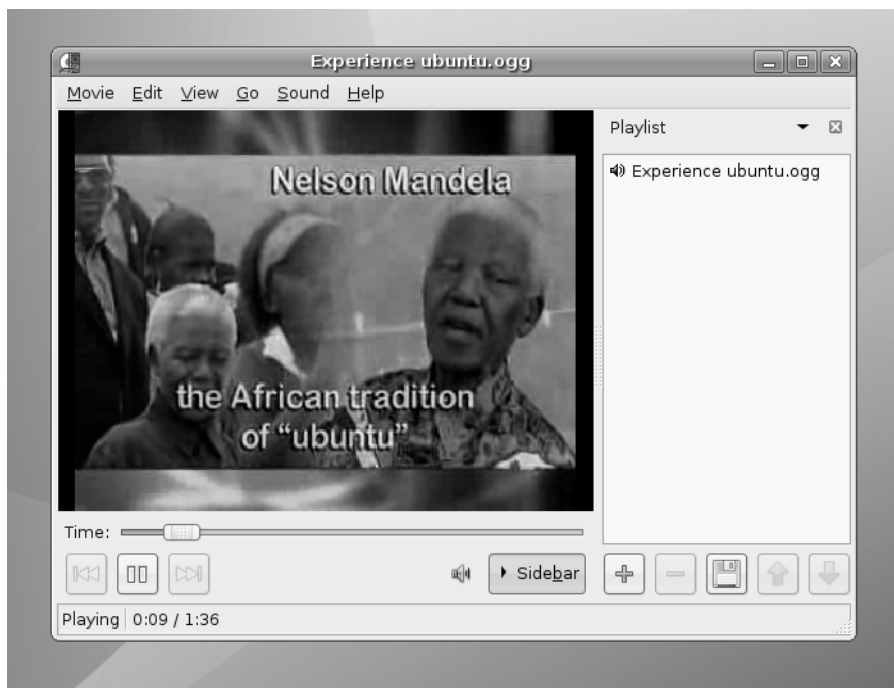 Experience ubuntu.ogg
Movie Edit View Go Sound Help
Nelson Mandela
the African tradition
of “ubuntu”
Time:
Sidebar
Playing 0:09 / 1:36
Playlist
Experience ubuntu.ogg